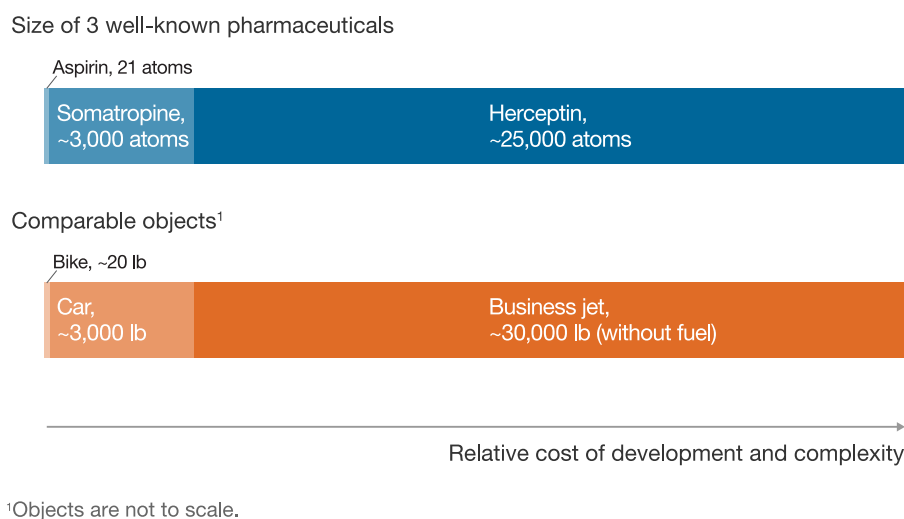 Size of 3 well-known pharmaceuticals
Aspirin, 21 atoms
Somatropine,
~3,000 atoms
Herceptin,
~25,000 atoms
Comparable objects¹
Bike, ~20 lb
Car,
~3,000 lb
Business jet,
~30,000 lb (without fuel)
Relative cost of development and complexity
¹Objects are not to scale.